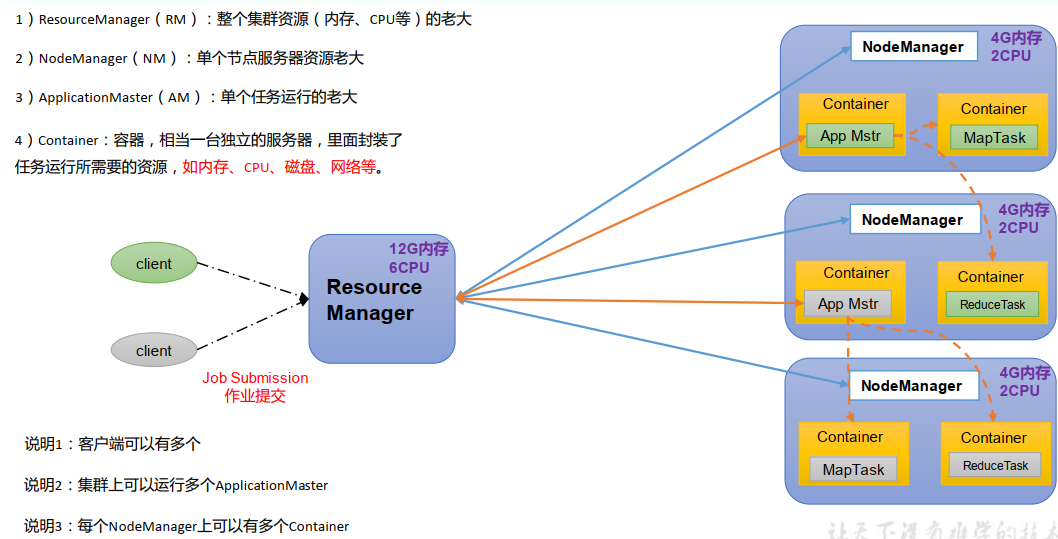 1）ResourceManager（RM）：整个集群资源（内存、CPU等）的老大
2）NodeManager（NM）：单个节点服务器资源老大
3）ApplicationMaster（AM）：单个任务运行的老大
4）Container：容器，相当一台独立的服务器，里面封装了
任务运行所需要的资源，如内存、CPU、磁盘、网络等。
client
client
Job Submission
作业提交
12G内存
6CPU
Resource
Manager
NodeManager
4G内存
2CPU
Container
App Mstr
Container
MapTask
NodeManager
4G内存
2CPU
Container
App Mstr
Container
ReduceTask
NodeManager
4G内存
2CPU
Container
MapTask
Container
ReduceTask
说明1：客户端可以有多个
说明2：集群上可以运行多个ApplicationMaster
说明3：每个NodeManager上可以有多个Container
让天下没有难学的技术